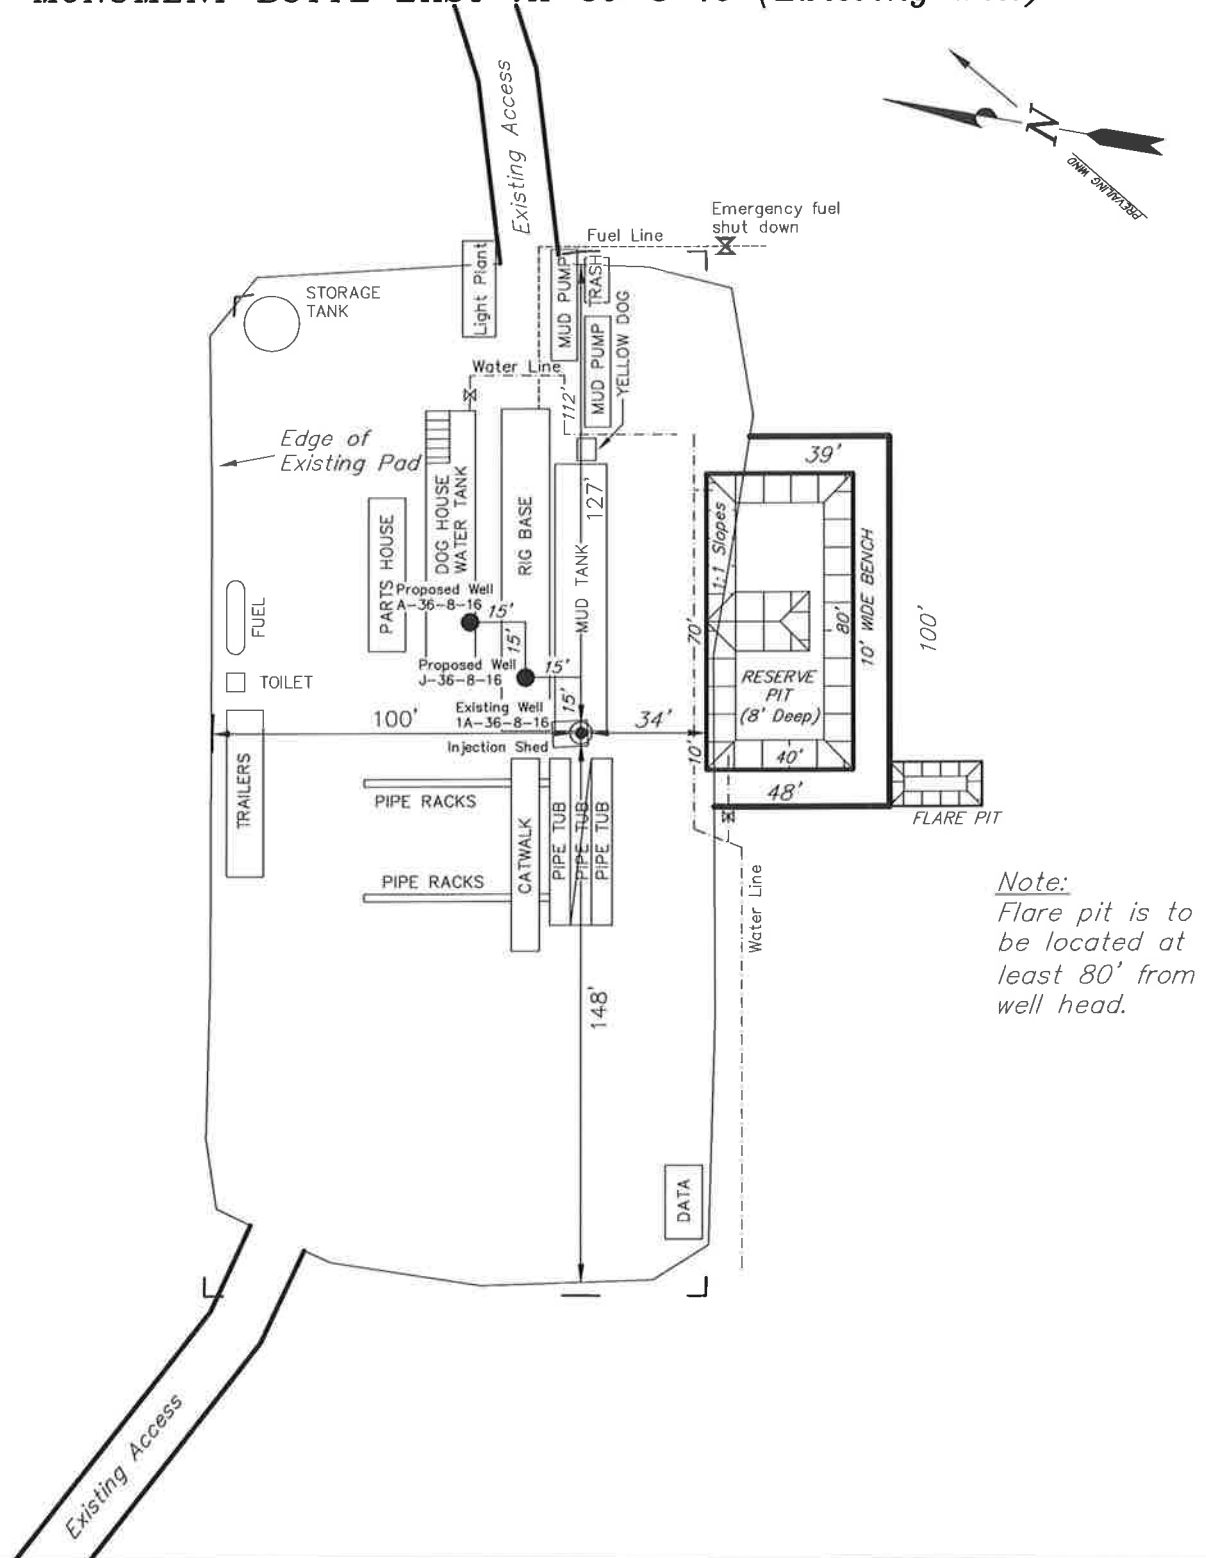 Existing Access
N
PREVAILING WIND
Emergency fuel
shut down
Fuel Line
Light Plant
MUD PUMP
TRASH
STORAGE
TANK
MUD PUMP
YELLOW DOG
Water Line
112'
Edge of
Existing Pad
39'
127'
DOG HOUSE
WATER TANK
RIG BASE
MUD TANK
PARTS HOUSE
1:1 Slopes
10' WIDE BENCH
80'
100'
70'
FUEL
Proposed Well
A-36-8-16
15'
15'
Proposed Well
J-36-8-16
15'
15'
TOILET
RESERVE
PIT
(8' Deep)
Existing Well
1A-36-8-16
100'
34'
Injection Shed
10'
40'
48'
TRAILERS
PIPE RACKS
CATWALK
PIPE TUB
PIPE TUB
PIPE TUB
FLARE PIT
PIPE RACKS
Water Line
Note:
Flare pit is to
be located at
least 80' from
well head.
148'
DATA
Existing Access